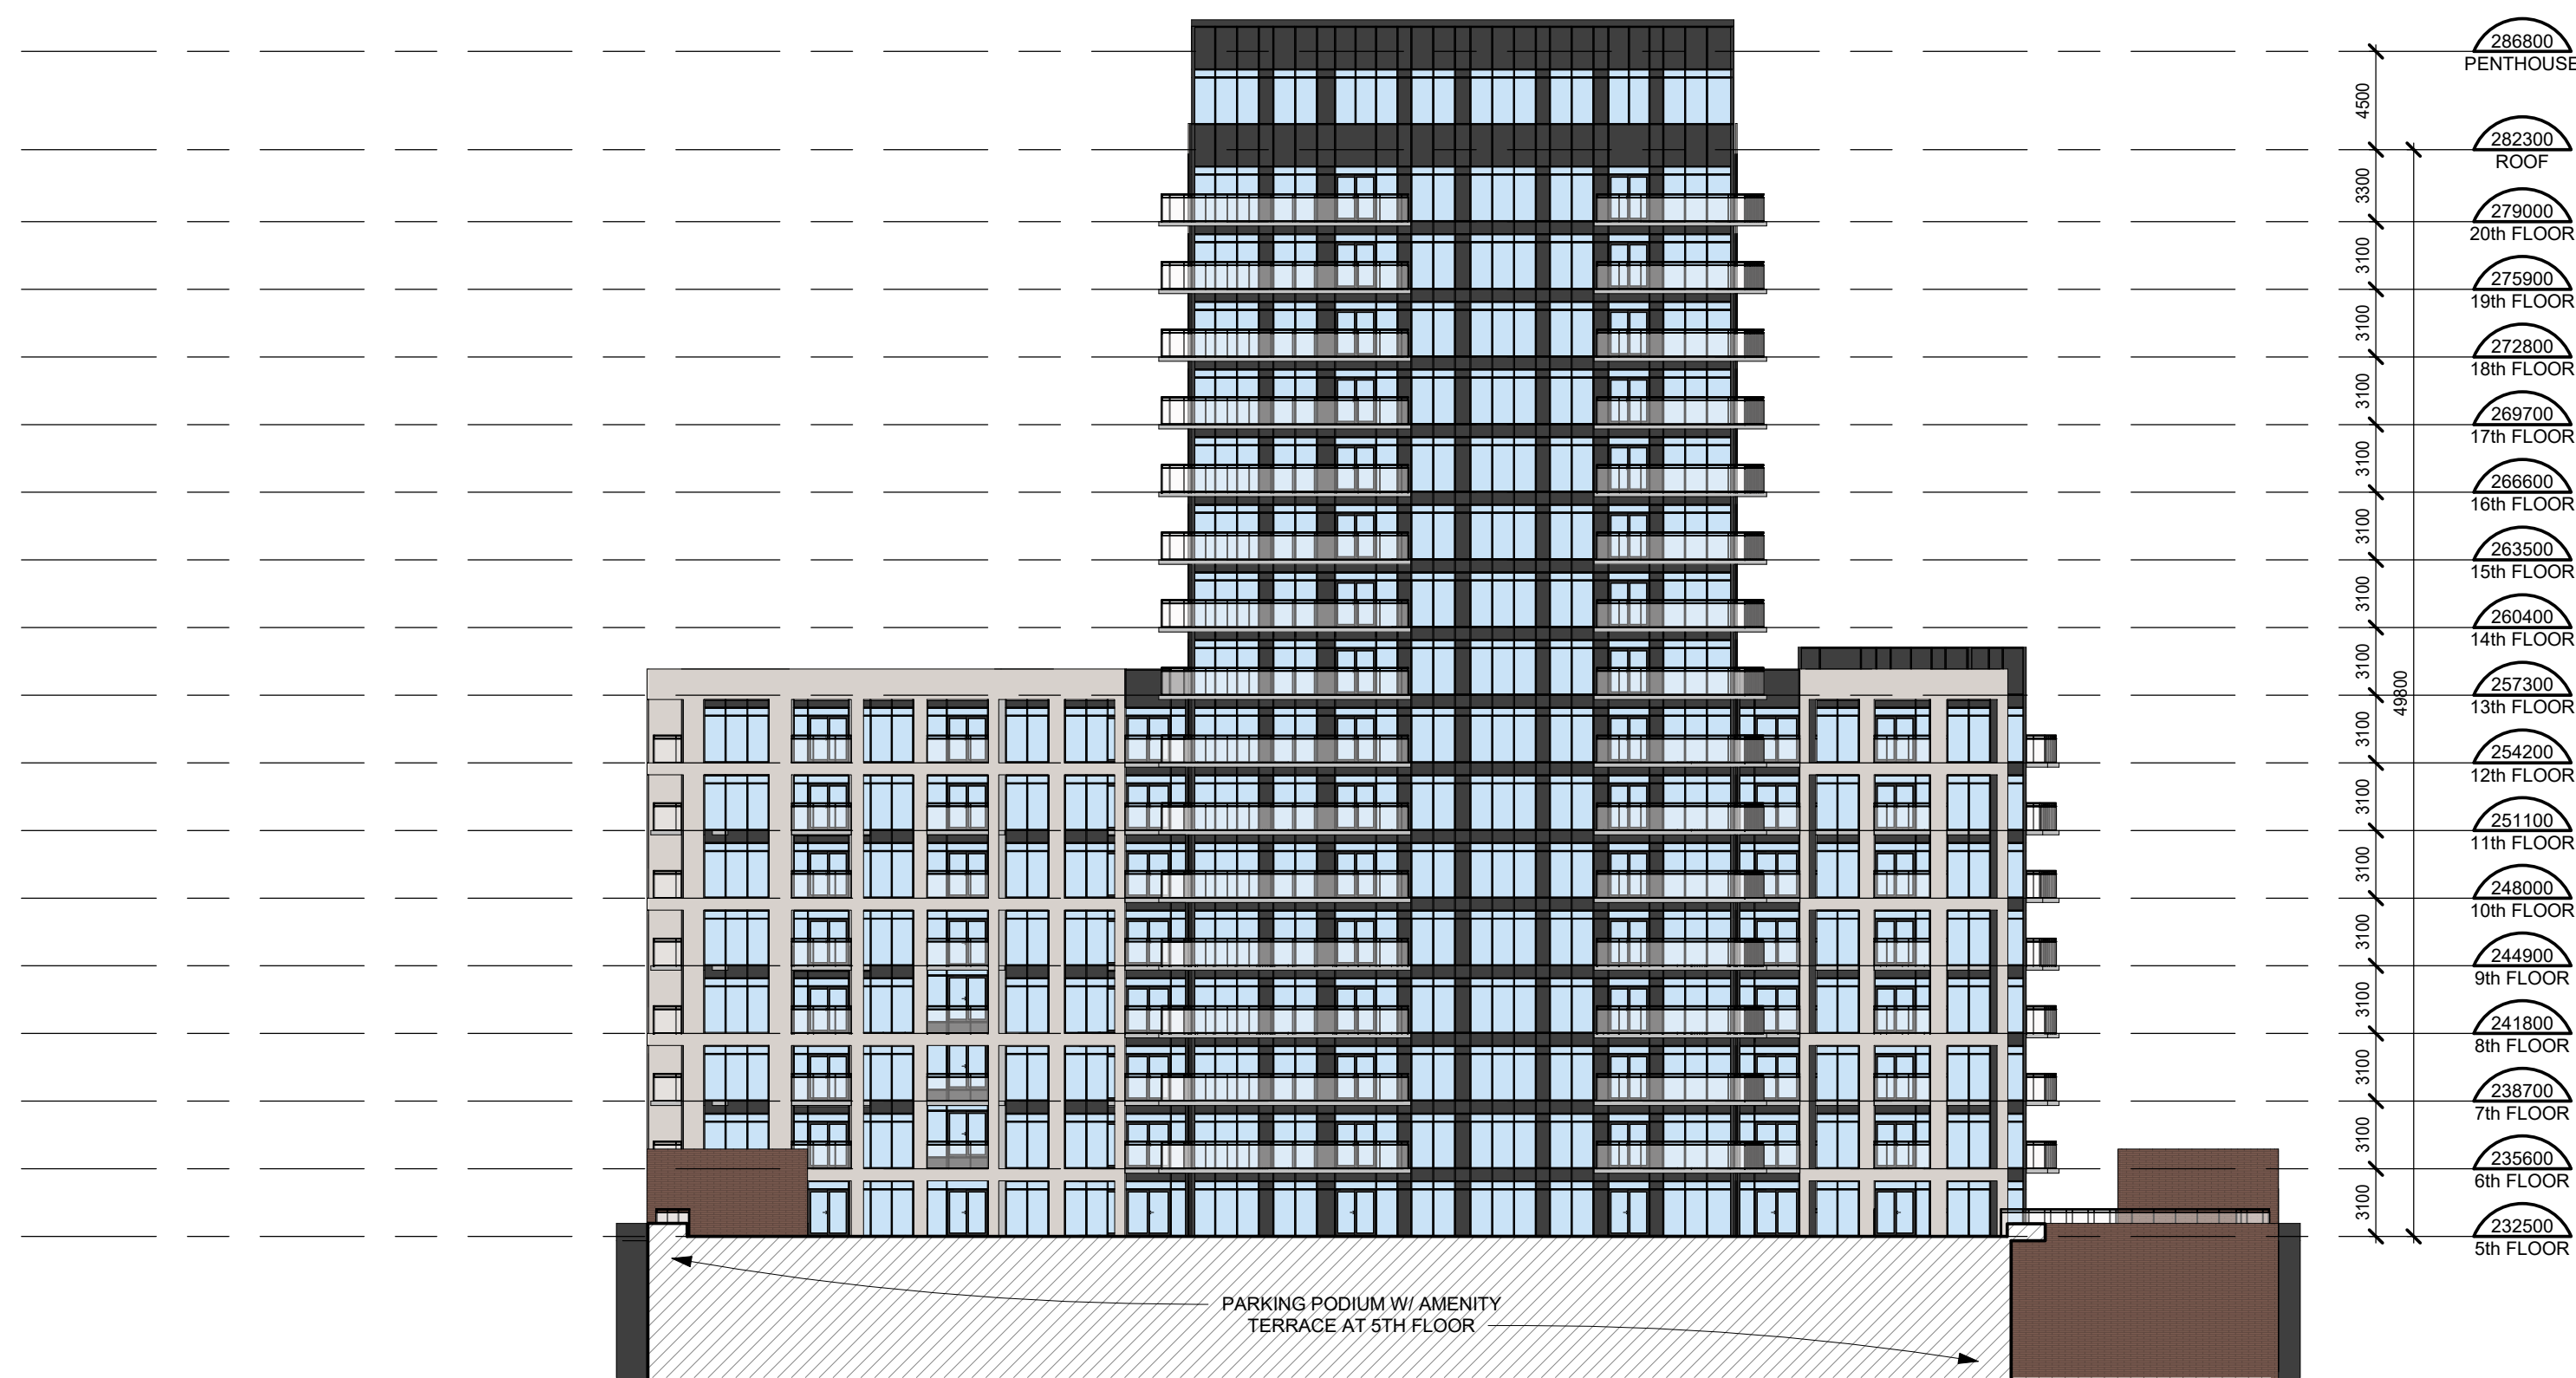 286800
PENTHOUSE
4500
282300
ROOF
3300
279000
20th FLOOR
3100
275900
19th FLOOR
3100
272800
18th FLOOR
3100
269700
17th FLOOR
3100
266600
16th FLOOR
3100
263500
15th FLOOR
3100
260400
14th FLOOR
3100
257300
13th FLOOR
49800
3100
254200
12th FLOOR
3100
251100
11th FLOOR
3100
248000
10th FLOOR
3100
244900
9th FLOOR
3100
241800
8th FLOOR
3100
238700
7th FLOOR
3100
235600
6th FLOOR
3100
232500
5th FLOOR
PARKING PODIUM W/ AMENITY
TERRACE AT 5TH FLOOR